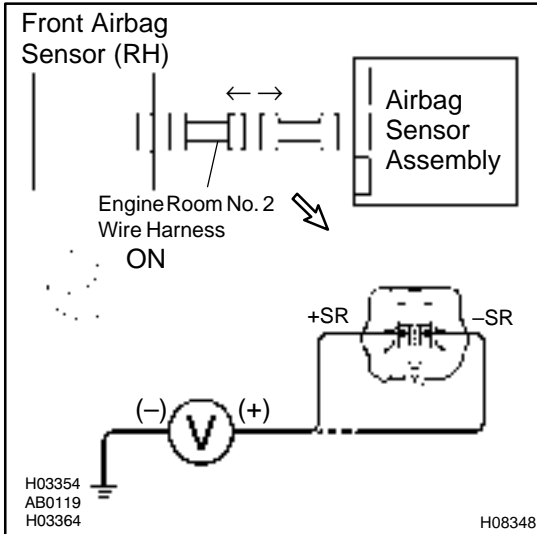 Front Airbag
Sensor (RH)
Airbag
Sensor
Assembly
Engine Room No. 2
Wire Harness
ON
+SR
–SR
(–)
(+)
V
H03354
AB0119
H03364
H08348